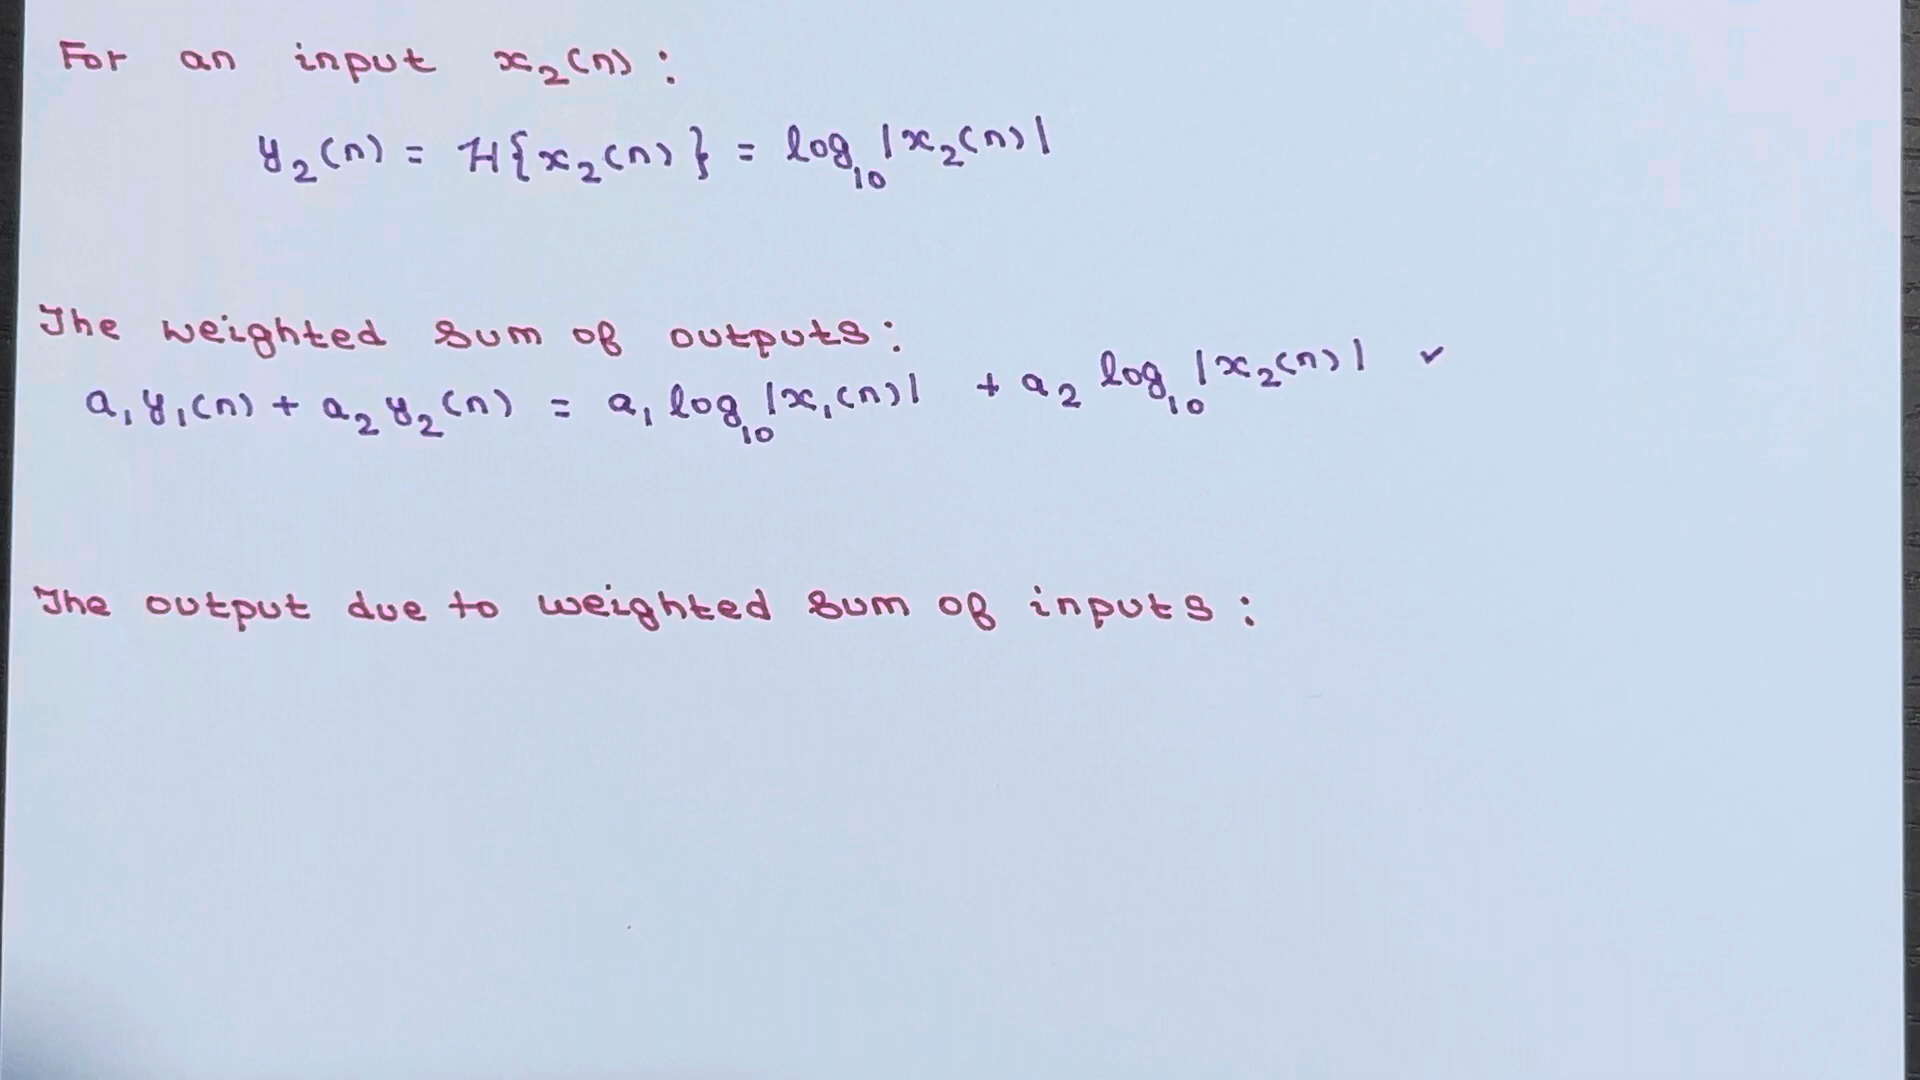 For an input x₂(n) :
y₂(n) = H{x₂(n)} = log₁₀ |x₂(n)|
The weighted sum of outputs :
a₁y₁(n) + a₂y₂(n) = a₁ log₁₀ |x₁(n)| + a₂ log₁₀ |x₂(n)| ✓
The output due to weighted sum of inputs :